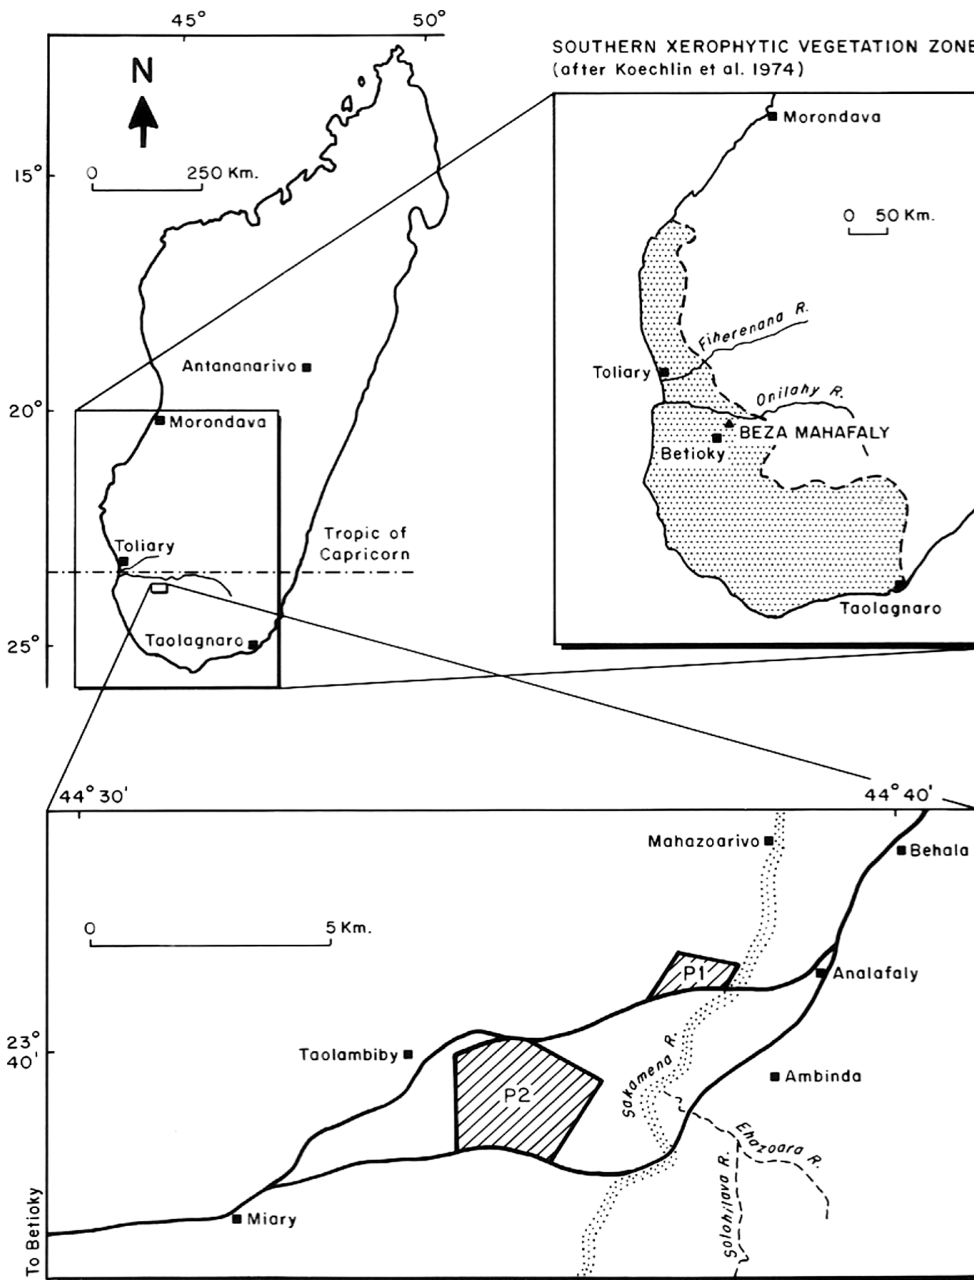 45°
50°
N
0
250 Km.
15°
Antananarivo
20°
Morondava
Toliary
Tropic of
Capricorn
Taolagnaro
25°
SOUTHERN XEROPHYTIC VEGETATION ZONE
(after Koechlin et al. 1974)
Morondava
0 50 Km.
Fiherenana R.
Toliary
Onilahy R.
BEZA MAHAFALY
Betioky
Taolagnaro
44°30'
44°40'
Mahazoarivo
Behala
0
5 Km.
P1
Analafaly
23°
40'
Taolambiby
Sakamena R.
P2
Ambinda
Ehazoara R.
Salohilava R.
Miary
To Betioky